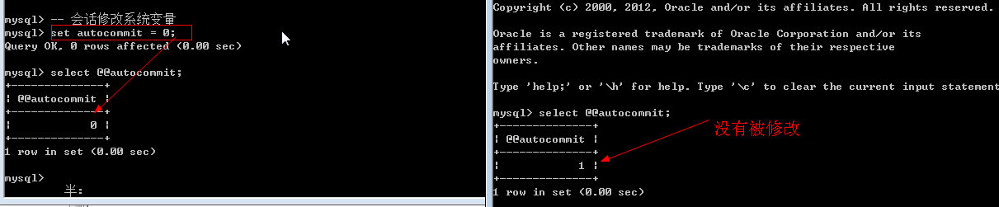 mysql> -- 会话修改系统变量
mysql> set autocommit = 0;
Query OK, 0 rows affected (0.00 sec)
mysql> select @@autocommit;
+--------------+
¦ @@autocommit ¦
+--------------+
¦            0 ¦
+--------------+
1 row in set (0.00 sec)
mysql>
半:
Copyright (c) 2000, 2012, Oracle and/or its affiliates. All rights reserved.
Oracle is a registered trademark of Oracle Corporation and/or its
affiliates. Other names may be trademarks of their respective
owners.
Type 'help;' or '\h' for help. Type '\c' to clear the current input statement
mysql> select @@autocommit;
+--------------+
¦ @@autocommit ¦
+--------------+
¦            1 ¦
+--------------+
1 row in set (0.00 sec)
没有被修改